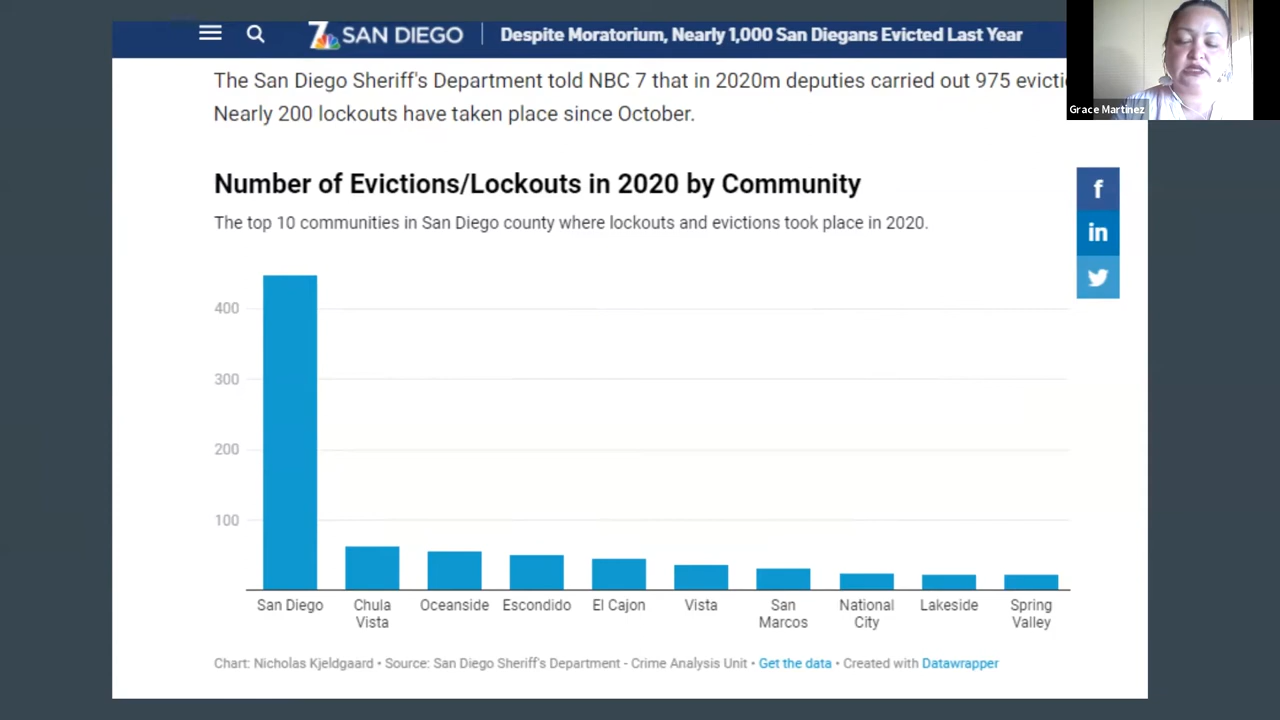 7 SAN DIEGO
Despite Moratorium, Nearly 1,000 San Diegans Evicted Last Year
Grace Martinez
The San Diego Sheriff's Department told NBC 7 that in 2020m deputies carried out 975
Nearly 200 lockouts have taken place since October.
Number of Evictions/Lockouts in 2020 by Community
The top 10 communities in San Diego county where lockouts and evictions took place in 2020.
f
in
400
300
200
100
San Diego
Chula
Vista
Oceanside
Escondido
El Cajon
Vista
San
Marcos
National
City
Lakeside
Spring
Valley
Chart: Nicholas Kjeldgaard • Source: San Diego Sheriff's Department - Crime Analysis Unit • Get the data • Created with Datawrapper